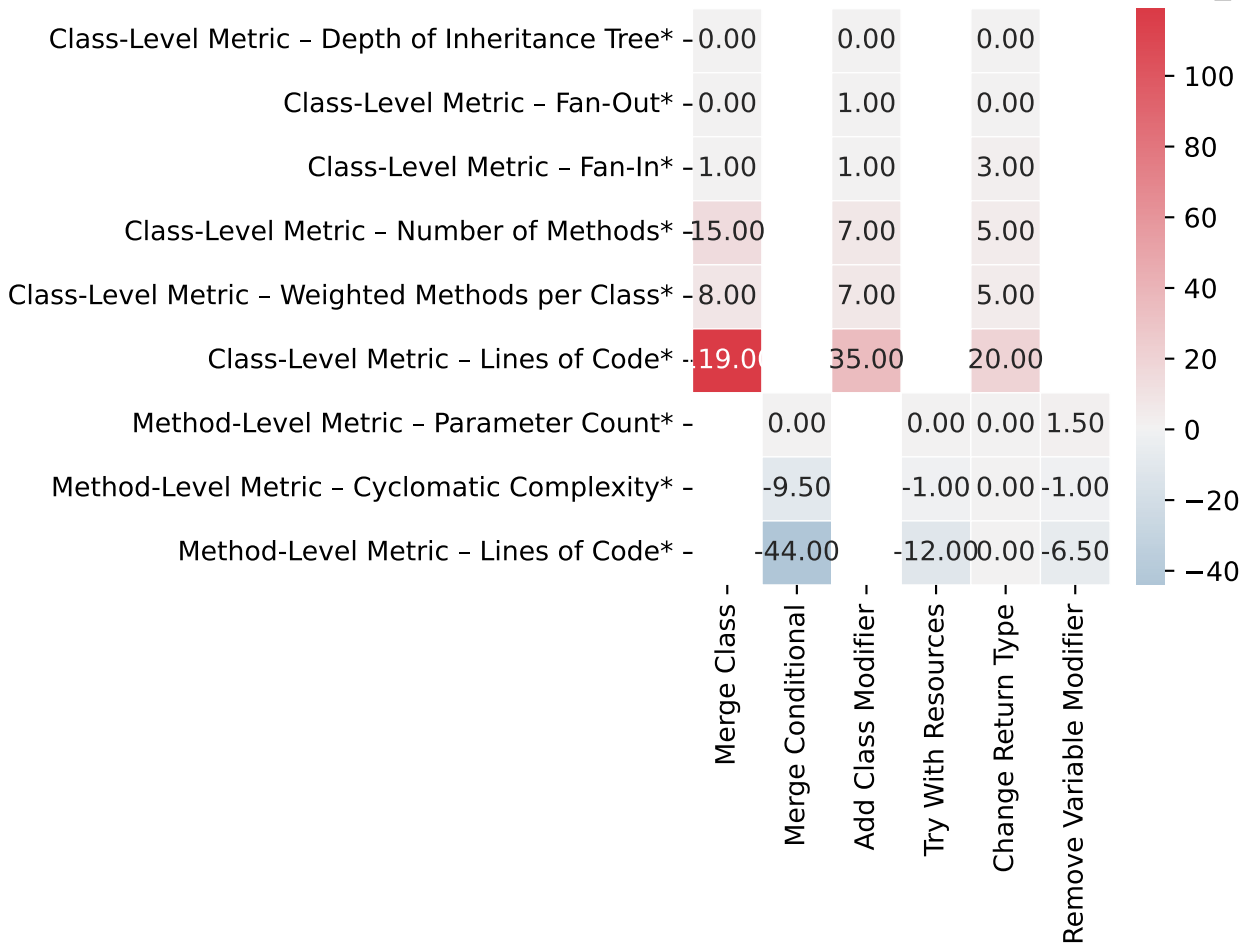 Class-Level Metric – Depth of Inheritance Tree* 0.00 0.00 0.00
Class-Level Metric – Fan-Out* 0.00 1.00 0.00
Class-Level Metric – Fan-In* 1.00 1.00 3.00
Class-Level Metric – Number of Methods* 15.00 7.00 5.00
Class-Level Metric – Weighted Methods per Class* 8.00 7.00 5.00
Class-Level Metric – Lines of Code* 35.00 20.00
Method-Level Metric – Parameter Count* 0.00 0.00 0.00 1.50
Method-Level Metric – Cyclomatic Complexity* -9.50 -1.00 0.00 -1.00
Method-Level Metric – Lines of Code* -44.00 -12.00 0.00 -6.50
Merge Class
Merge Conditional
Add Class Modifier
Try With Resources
Change Return Type
Remove Variable Modifier
100
80
60
40
20
0
−20
−40